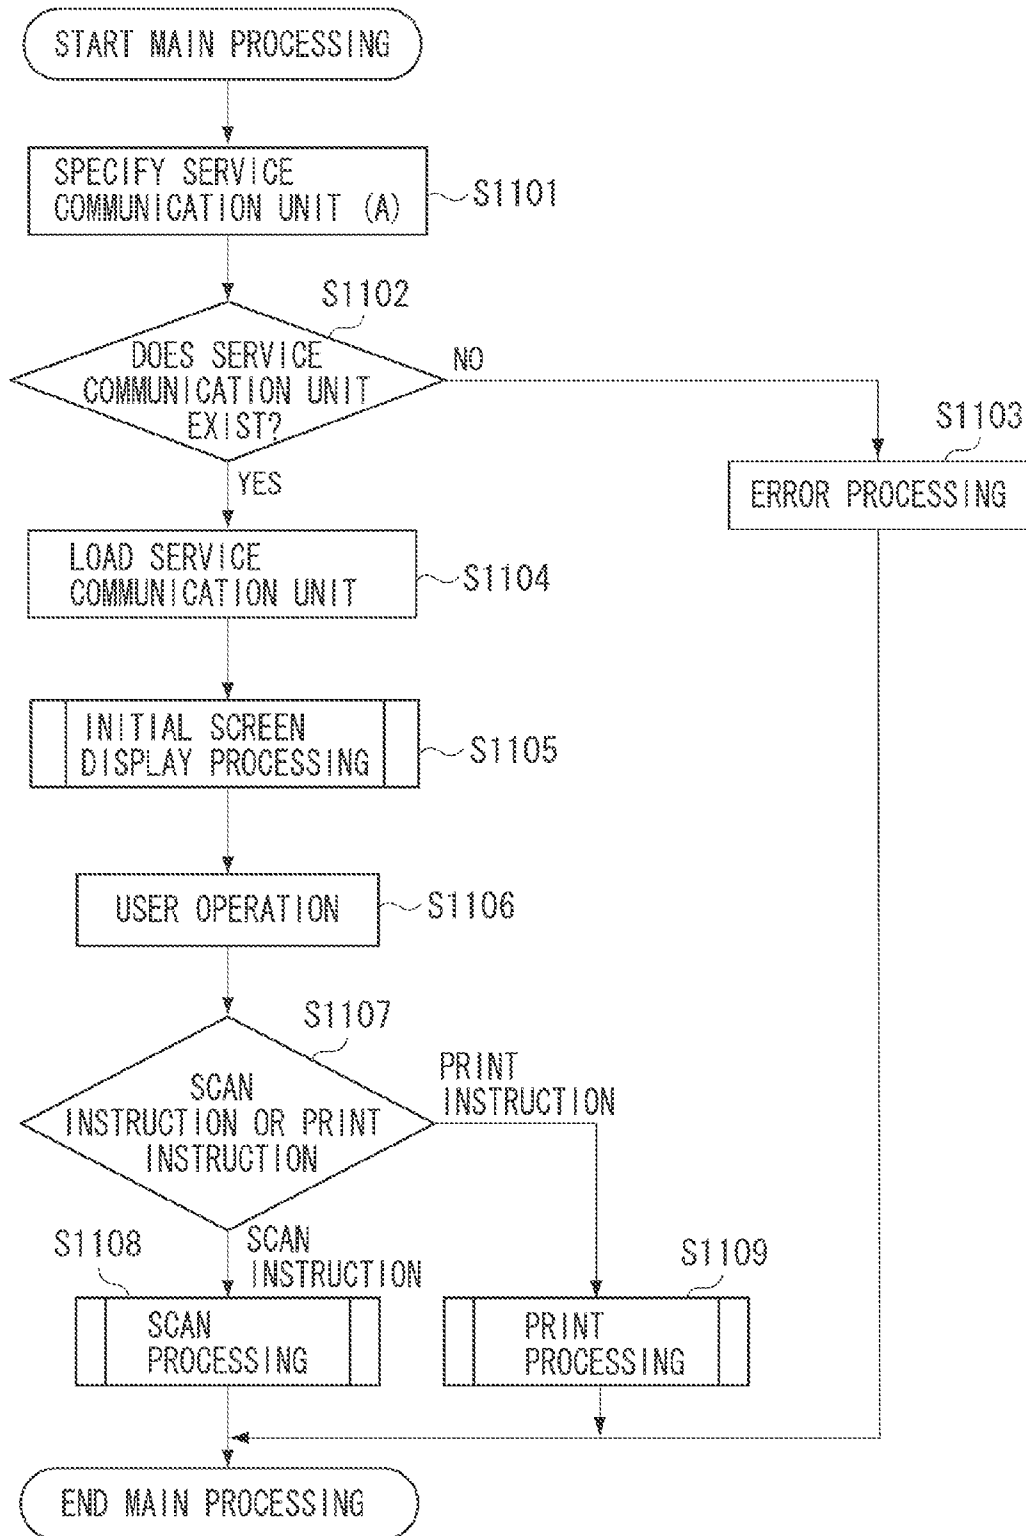 START MAIN PROCESSING
SPECIFY SERVICE
COMMUNICATION UNIT (A)
S1101
S1102
DOES SERVICE
COMMUNICATION UNIT
EXIST?
NO
YES
S1103
ERROR PROCESSING
LOAD SERVICE
COMMUNICATION UNIT
S1104
INITIAL SCREEN
DISPLAY PROCESSING
S1105
USER OPERATION
S1106
S1107
SCAN
INSTRUCTION OR PRINT
INSTRUCTION
PRINT
INSTRUCTION
SCAN
INSTRUCTION
S1108
SCAN
PROCESSING
S1109
PRINT
PROCESSING
END MAIN PROCESSING